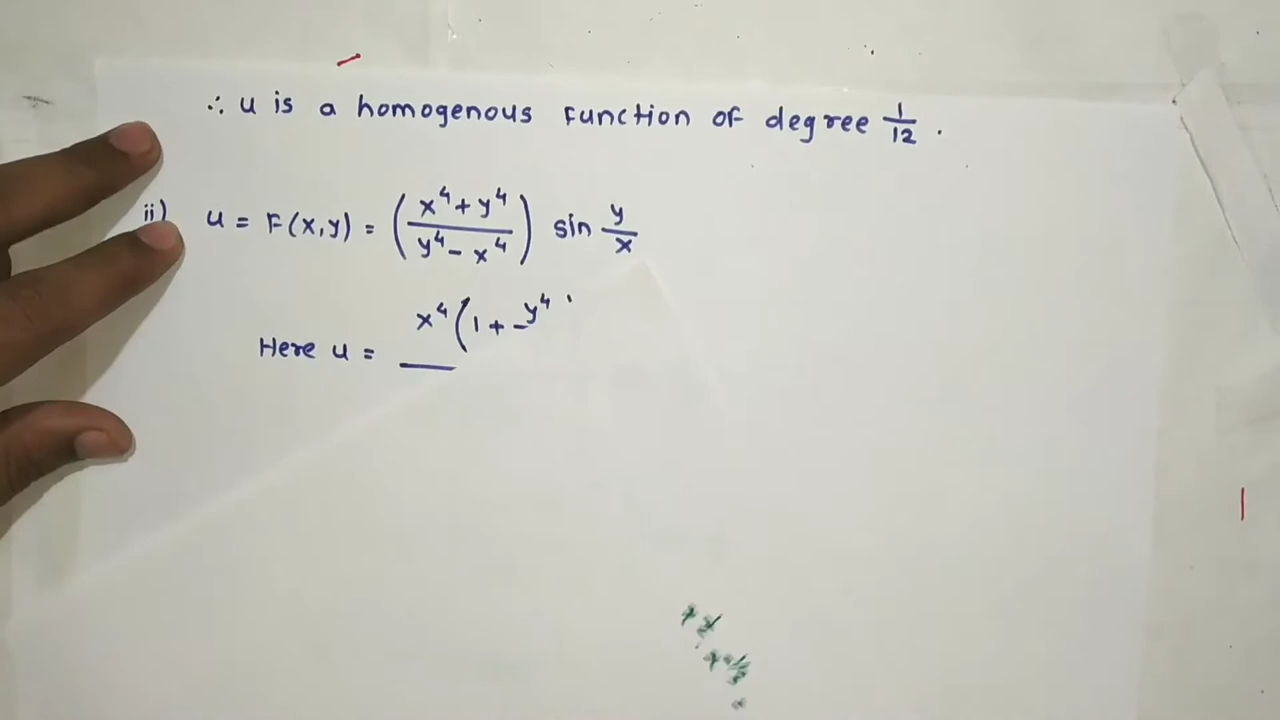 ∴ u is a homogenous function of degree 1/12 .
ii) u = F(x,y) = (x⁴+y⁴ / y⁴-x⁴) sin y/x
Here u = x⁴(1 + y⁴